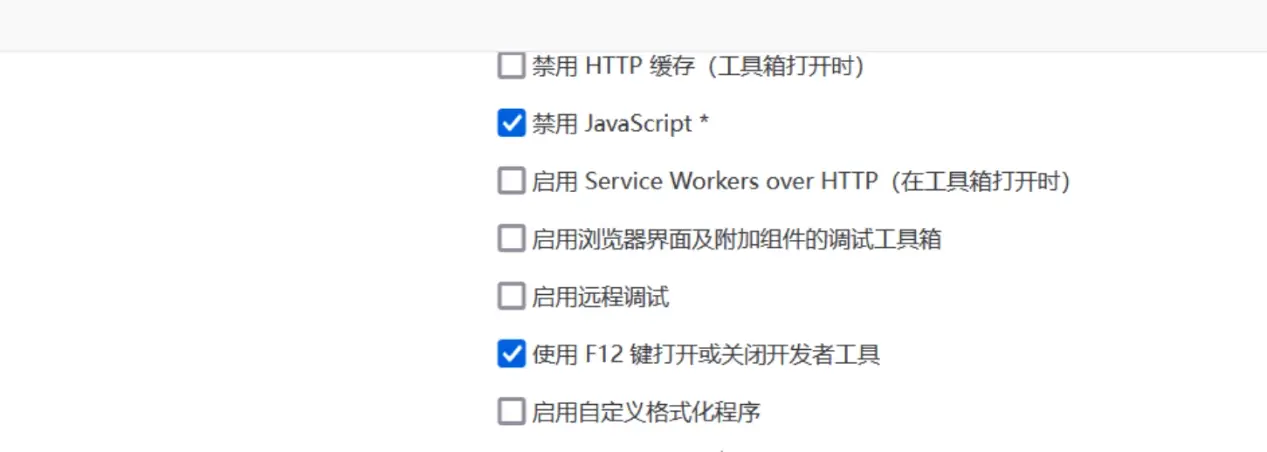 禁用 HTTP 缓存（工具箱打开时）
禁用 JavaScript *
启用 Service Workers over HTTP（在工具箱打开时）
启用浏览器界面及附加组件的调试工具箱
启用远程调试
使用 F12 键打开或关闭开发者工具
启用自定义格式化程序